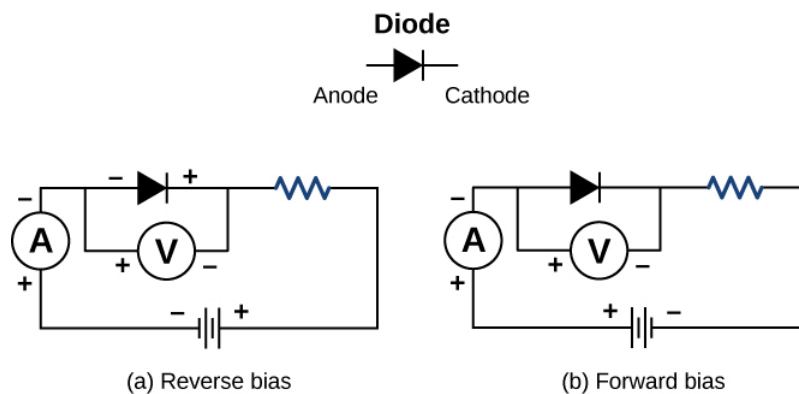 Diode
Anode Cathode
− + 
− A + V −
+ − +
(a) Reverse bias
− A + V −
+ + −
(b) Forward bias